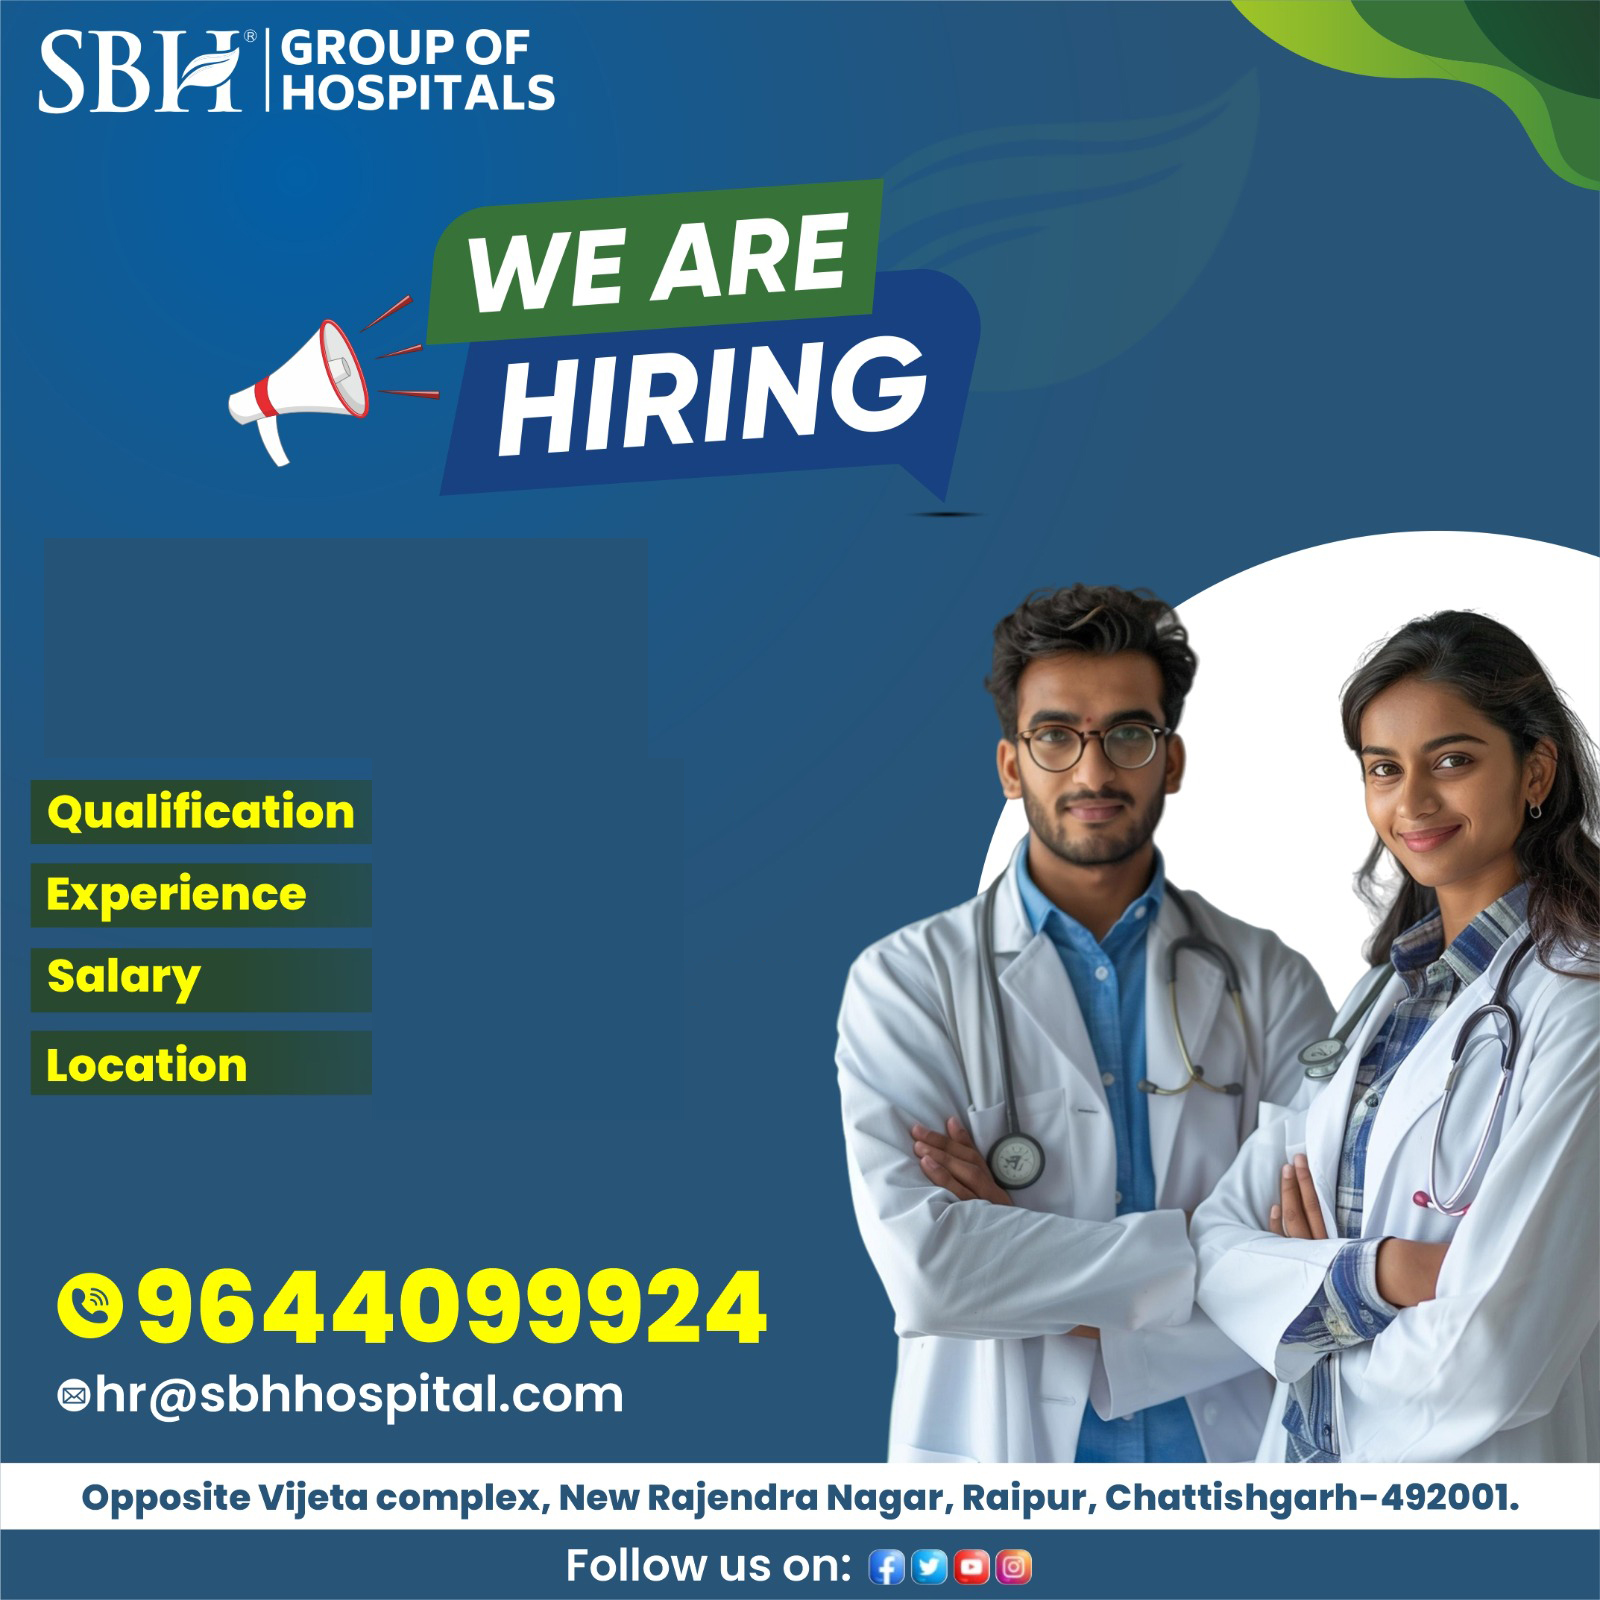 SBH® GROUP OF
HOSPITALS
WE ARE
HIRING
Qualification
Experience
Salary
Location
9644099924
hr@sbhhospital.com
Opposite Vijeta complex, New Rajendra Nagar, Raipur, Chattishgarh-492001.
Follow us on: